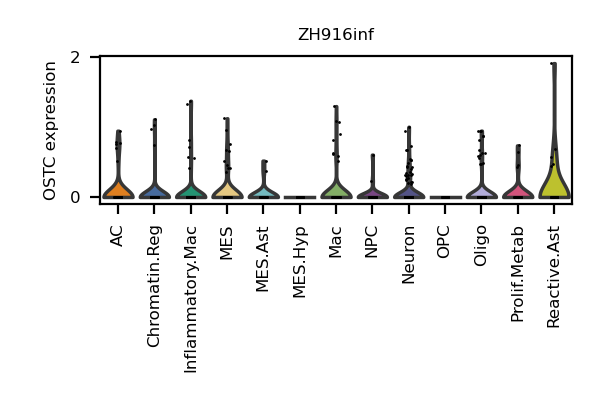 ZH916inf
OSTC expression
2
0
AC
Chromatin.Reg
Inflammatory.Mac
MES
MES.Ast
MES.Hyp
Mac
NPC
Neuron
OPC
Oligo
Prolif.Metab
Reactive.Ast